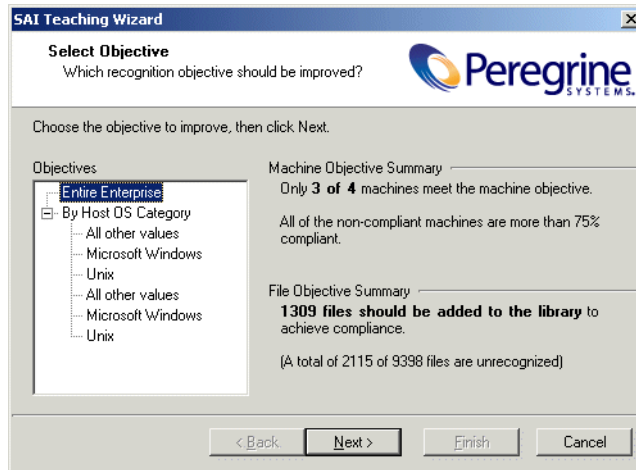 SAI Teaching Wizard
Select Objective
Which recognition objective should be improved?
Peregrine
SYSTEMS
Choose the objective to improve, then click Next.
Objectives
Entire Enterprise
By Host OS Category
All other values
Microsoft Windows
Unix
All other values
Microsoft Windows
Unix
Machine Objective Summary
Only 3 of 4 machines meet the machine objective.
All of the non-compliant machines are more than 75%
compliant.
File Objective Summary
1309 files should be added to the library to
achieve compliance.
(A total of 2115 of 9398 files are unrecognized)
< Back
Next >
Finish
Cancel